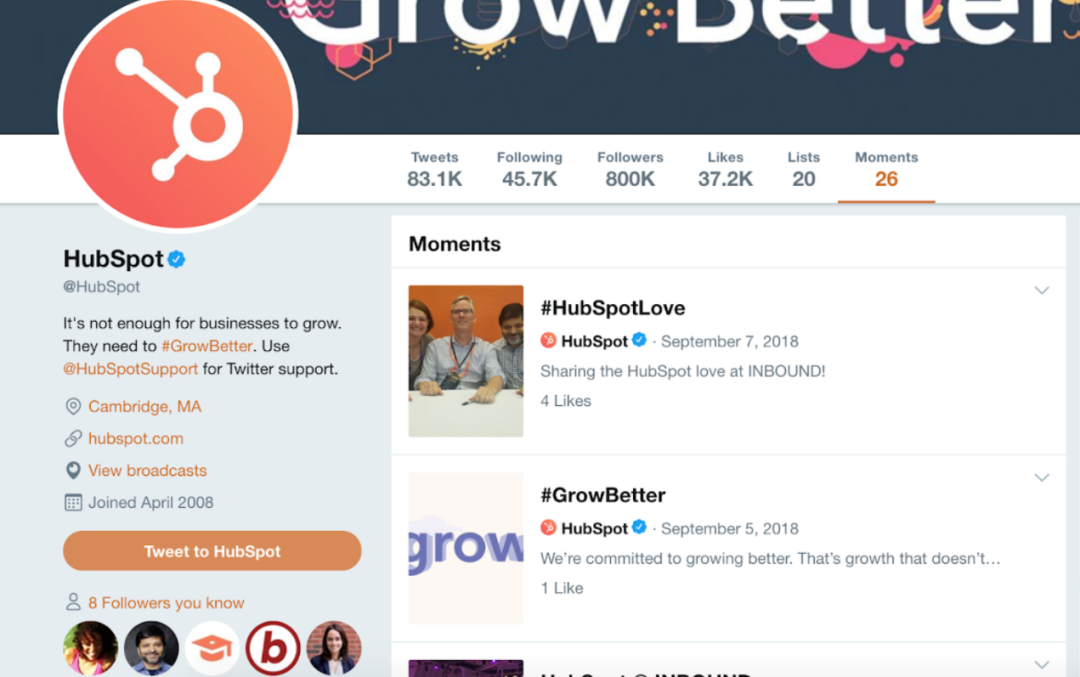 Grow Better
Tweets Following Followers Likes Lists Moments
83.1K 45.7K 800K 37.2K 20 26
HubSpot
@HubSpot
It's not enough for businesses to grow.
They need to #GrowBetter. Use
@HubSpotSupport for Twitter support.
Cambridge, MA
hubspot.com
View broadcasts
Joined April 2008
Tweet to HubSpot
8 Followers you know
b
Moments
#HubSpotLove
HubSpot · September 7, 2018
Sharing the HubSpot love at INBOUND!
4 Likes
#GrowBetter
grow
HubSpot · September 5, 2018
We're committed to growing better. That's growth that doesn't…
1 Like
HubSpot @ INBOUND